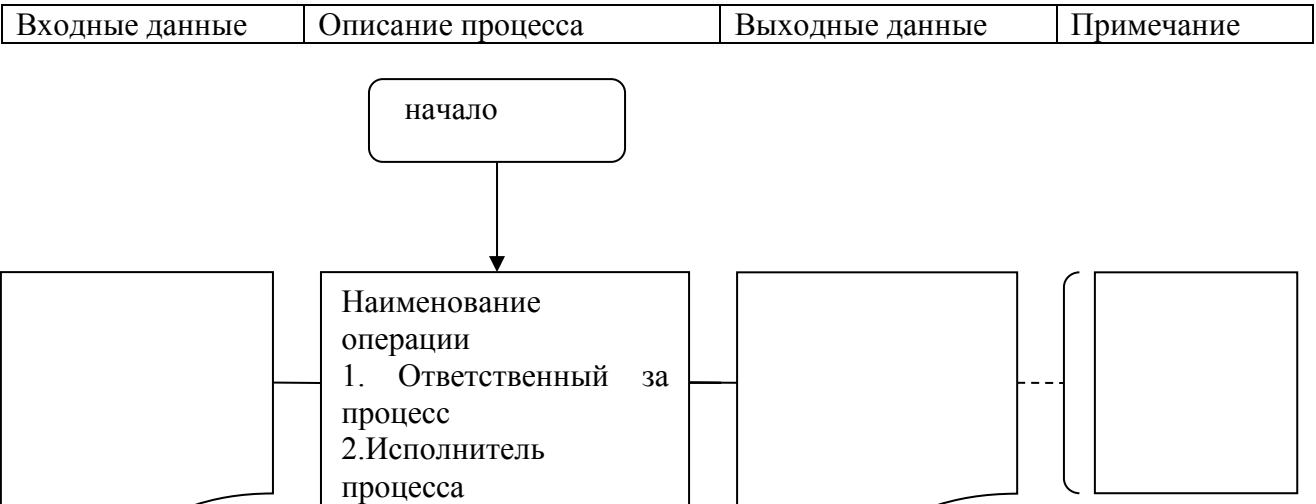 Входные данные Описание процесса Выходные данные Примечание
начало
Наименование
операции
1. Ответственный за
процесс
2.Исполнитель
процесса